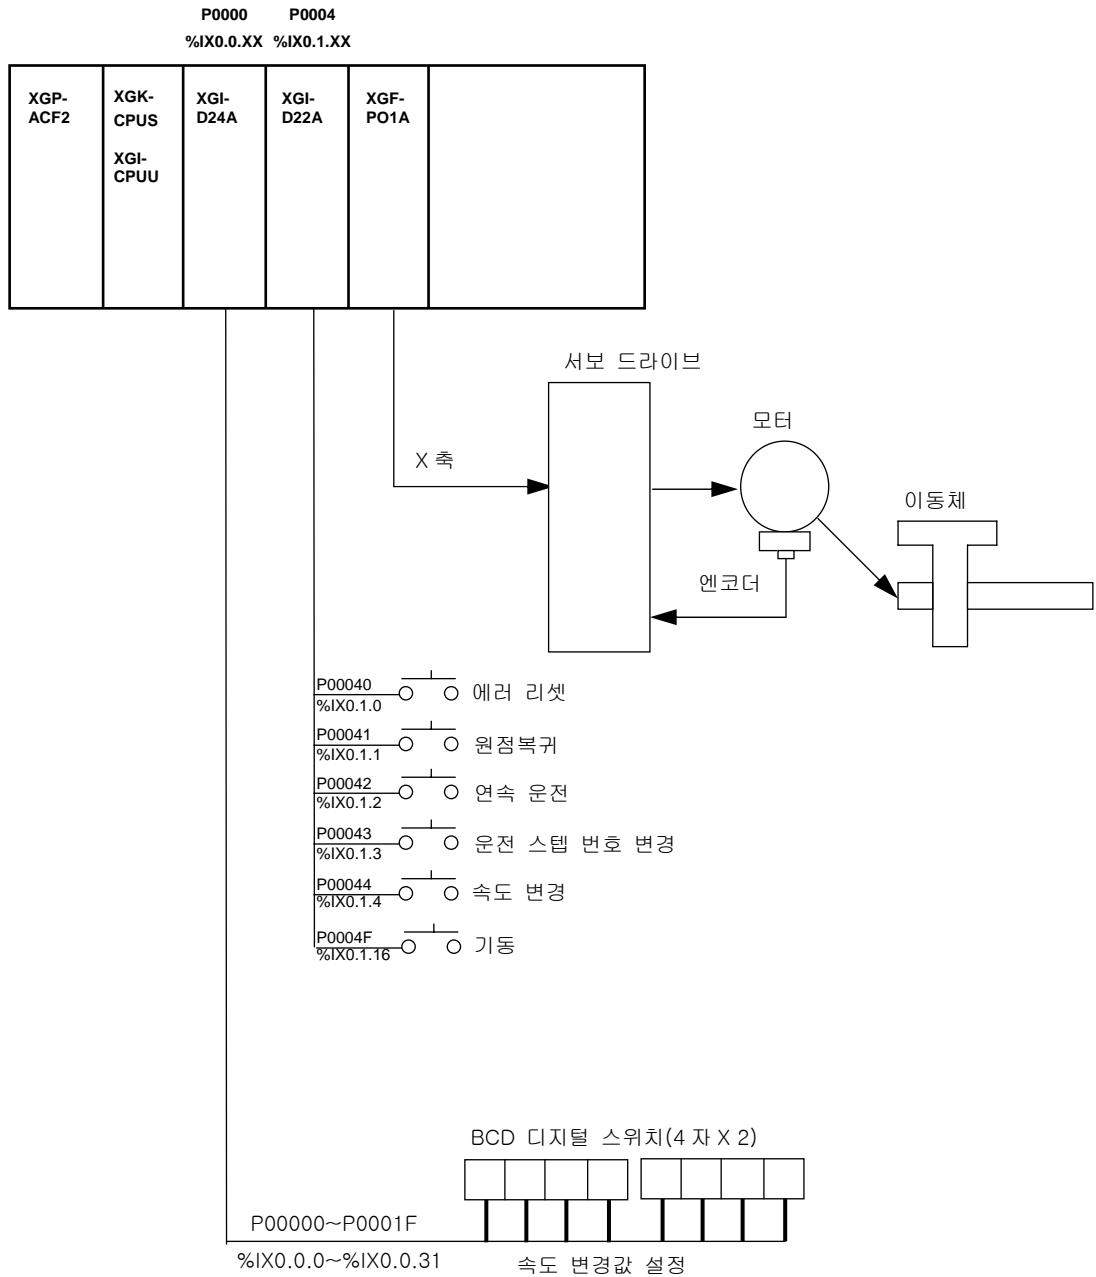 P0000 P0004
%IX0.0.XX %IX0.1.XX
XGP-
ACF2
XGK-
CPUS
XGI-
CPUU
XGI-
D24A
XGI-
D22A
XGF-
PO1A
서보 드라이브
모터
X 축
이동체
엔코더
P00040
%IX0.1.0
에러 리셋
P00041
%IX0.1.1
원점복귀
P00042
%IX0.1.2
연속 운전
P00043
%IX0.1.3
운전 스텝 번호 변경
P00044
%IX0.1.4
속도 변경
P0004F
%IX0.1.16
기동
BCD 디지털 스위치(4 자 X 2)
P00000~P0001F
%IX0.0.0~%IX0.0.31
속도 변경값 설정